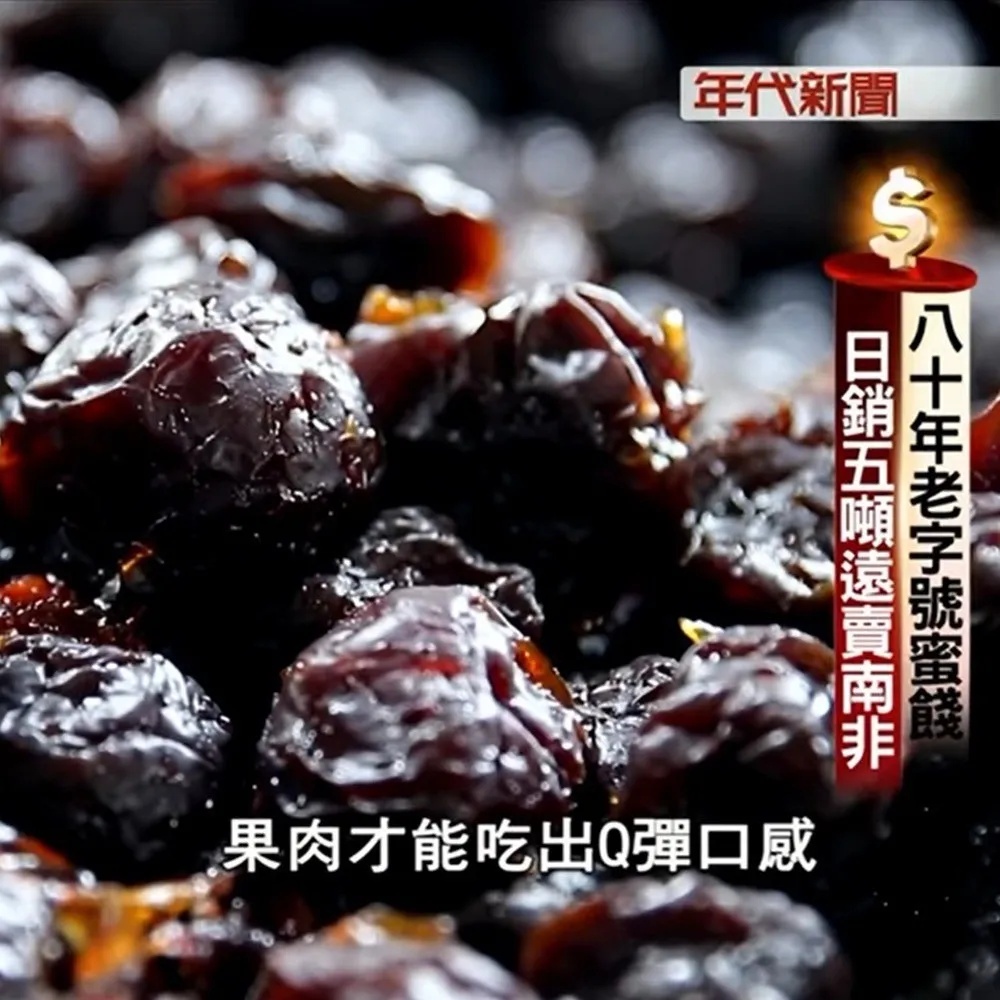 年代新聞
八十年老字號蜜餞
日銷五噸遠賣南非
果肉才能吃出Q彈口感